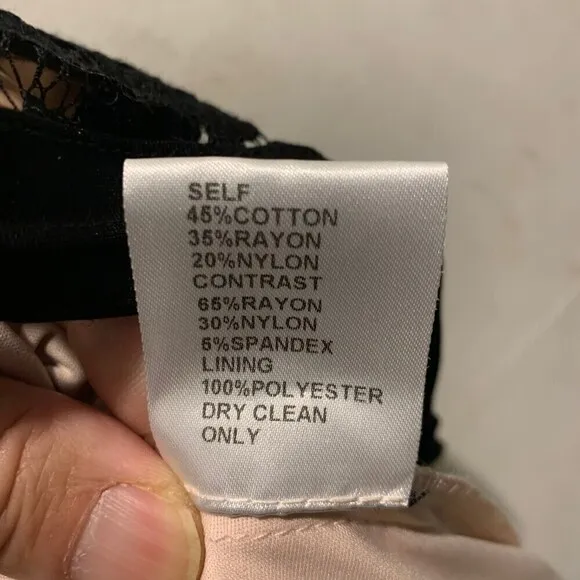 SELF
45%COTTON
35%RAYON
20%NYLON
CONTRAST
65%RAYON
30%NYLON
5%SPANDEX
LINING
100%POLYESTER
DRY CLEAN
ONLY